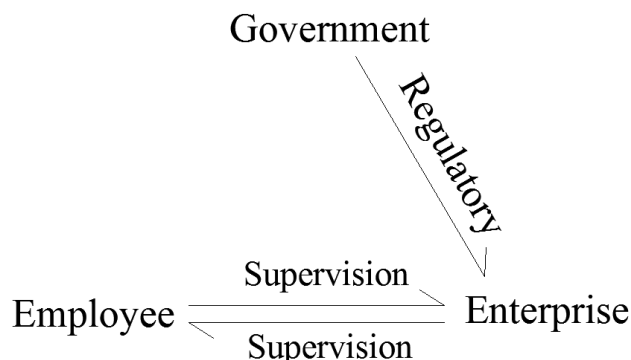 Government
Regulatory
Supervision
Employee
Enterprise
Supervision